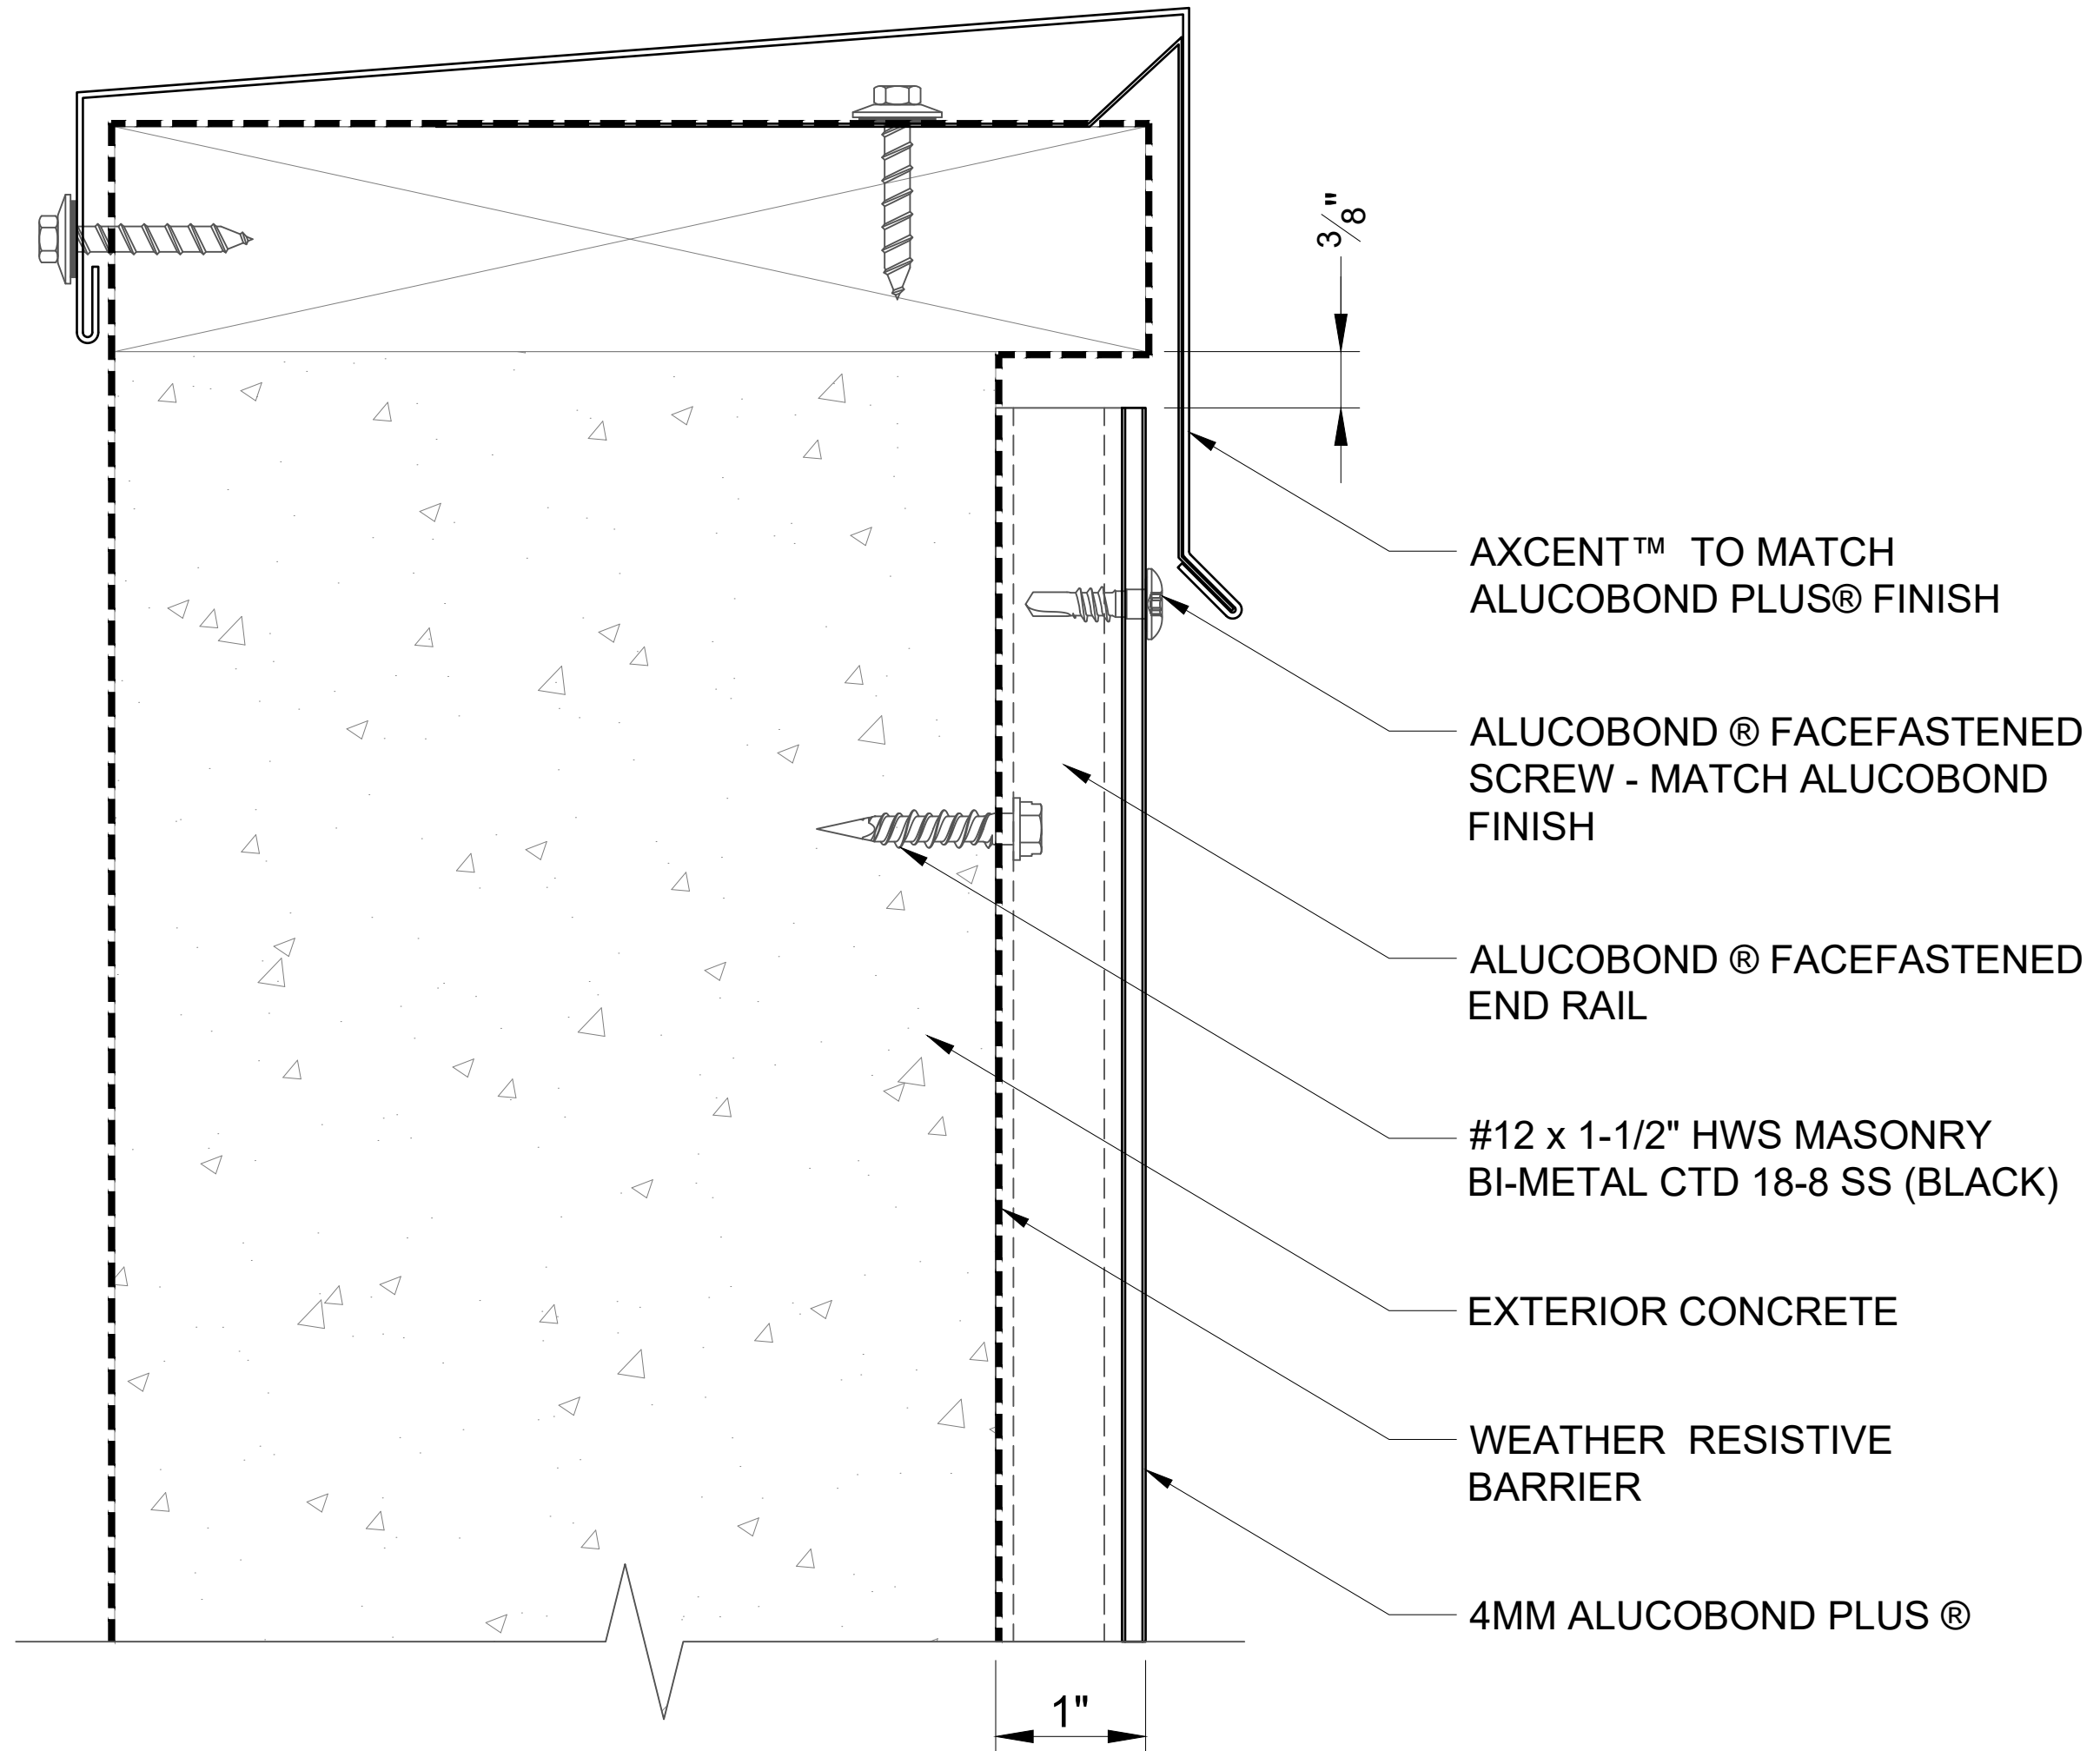 3/8"
AXCENT™ TO MATCH
ALUCOBOND PLUS® FINISH
ALUCOBOND ® FACEFASTENED
SCREW - MATCH ALUCOBOND
FINISH
ALUCOBOND ® FACEFASTENED
END RAIL
#12 x 1-1/2" HWS MASONRY
BI-METAL CTD 18-8 SS (BLACK)
EXTERIOR CONCRETE
WEATHER RESISTIVE
BARRIER
4MM ALUCOBOND PLUS ®
1"